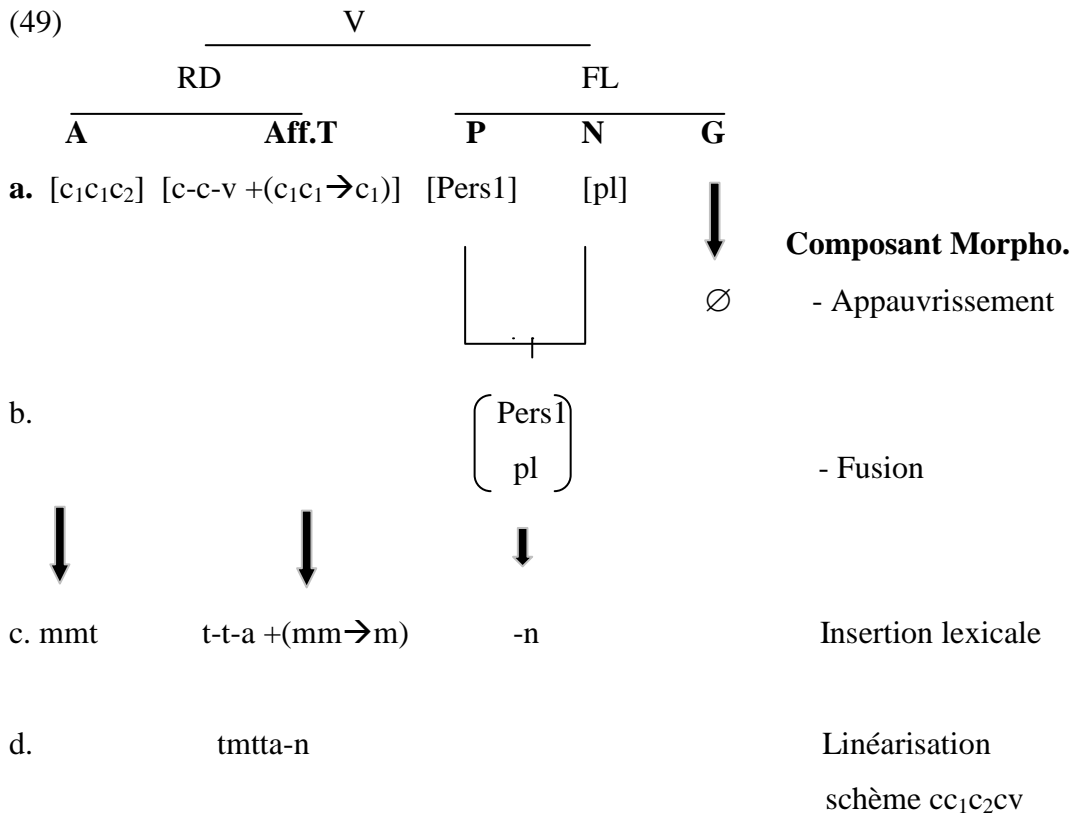 (49) V
RD FL
A Aff.T P N G
a. [c₁c₁c₂] [c-c-v +(c₁c₁→c₁)] [Pers1] [pl]
Composant Morpho.
∅ - Appauvrissement
b. Pers1
pl - Fusion
c. mmt t-t-a +(mm→m) -n Insertion lexicale
d. tmtta-n Linéarisation
schème cc₁c₂cv